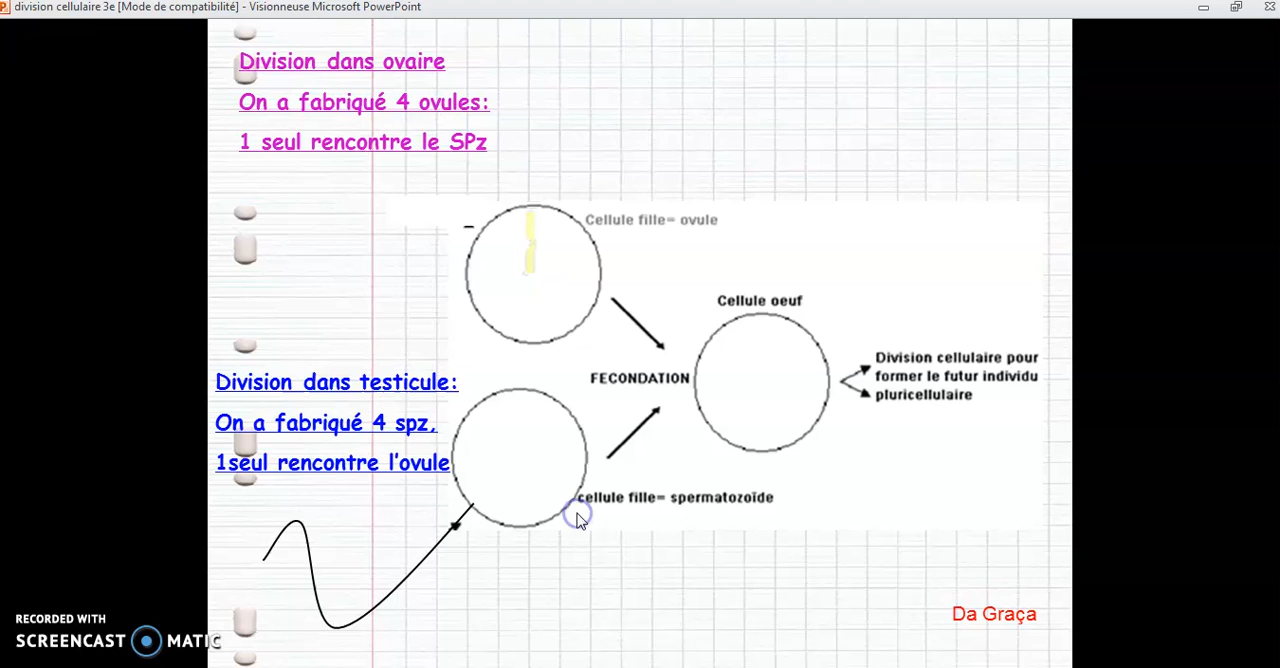 division cellulaire 3e [Mode de compatibilité] - Visionneuse Microsoft PowerPoint
Division dans ovaire
On a fabriqué 4 ovules:
1 seul rencontre le SPz
Cellule fille= ovule
Cellule oeuf
Division cellulaire pour
former le futur individu
pluricellulaire
FECONDATION
Division dans testicule:
On a fabriqué 4 spz,
1seul rencontre l'ovule
cellule fille= spermatozoïde
Da Graça
RECORDED WITH
SCREENCAST MATIC